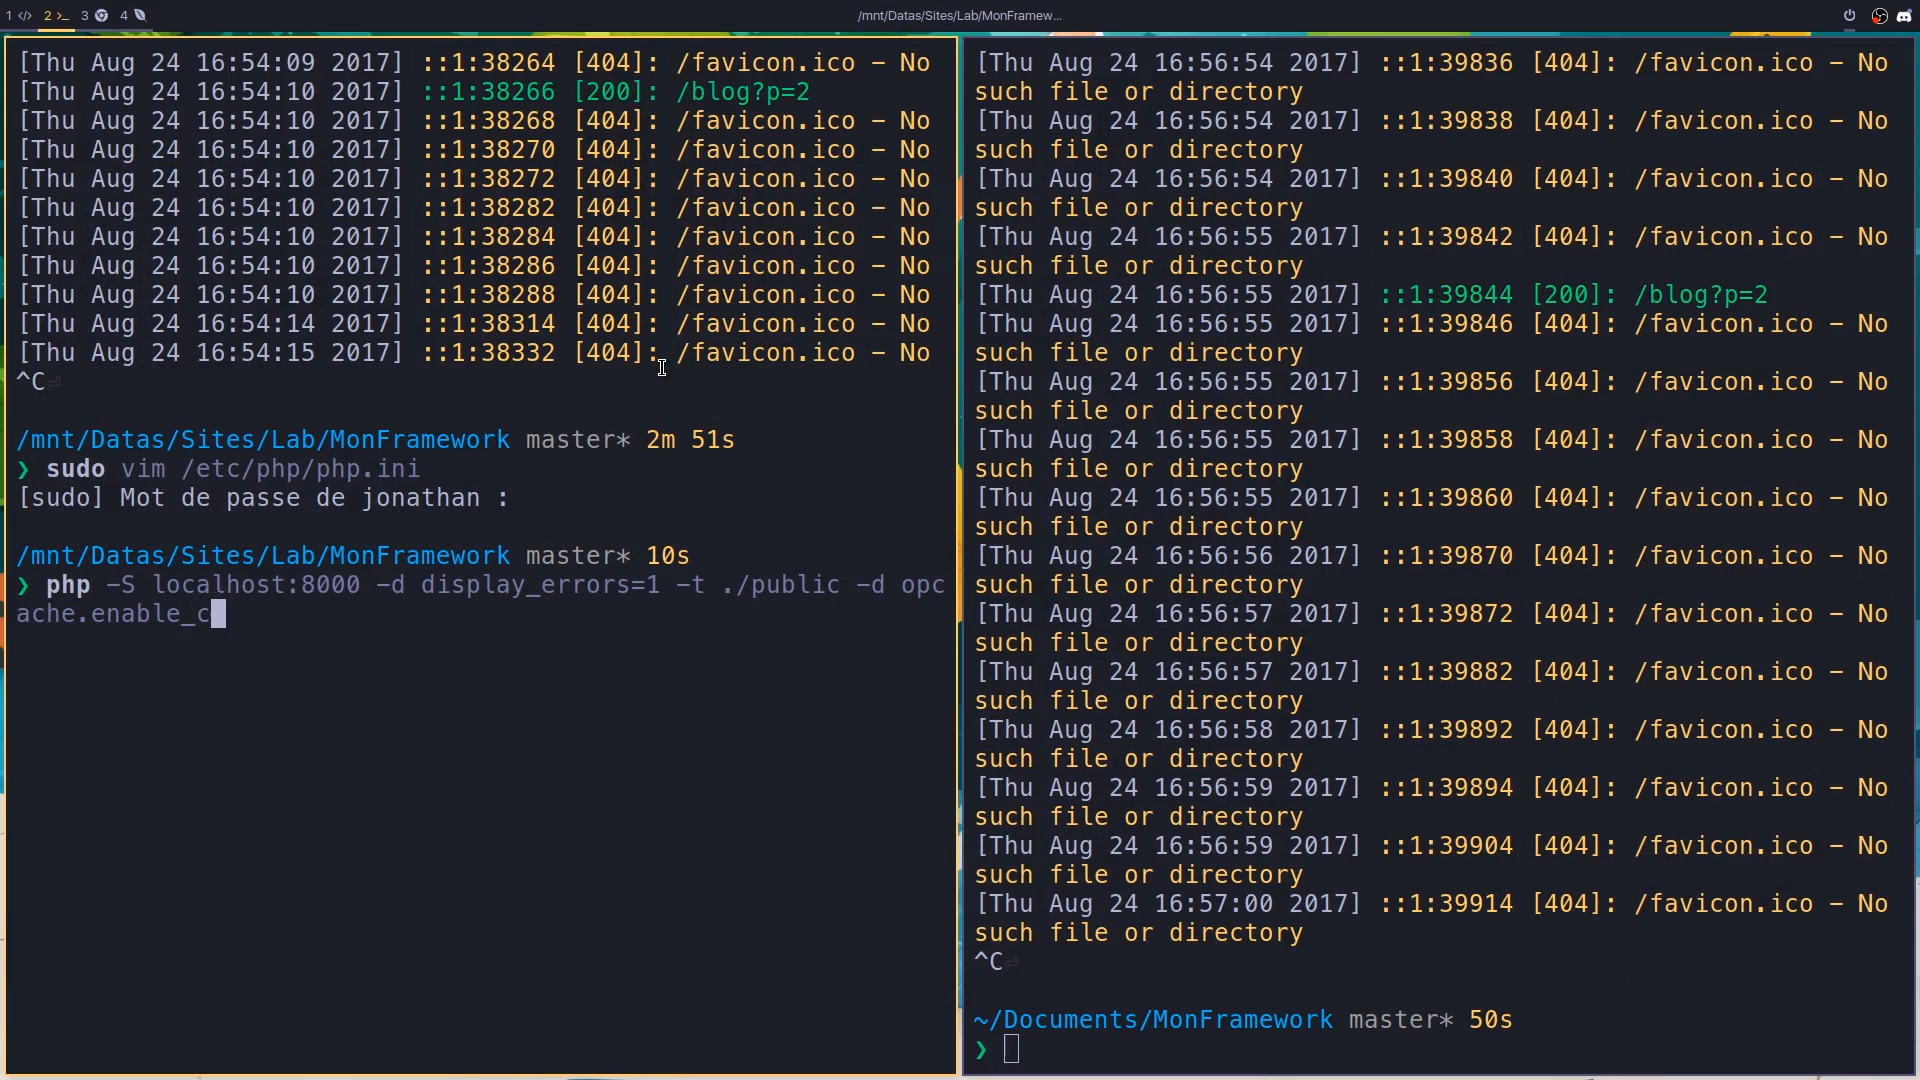 1 </> 2 >_ 3 4
/mnt/Datas/Sites/Lab/MonFramew...
[Thu Aug 24 16:54:09 2017] ::1:38264 [404]: /favicon.ico - No
[Thu Aug 24 16:54:10 2017] ::1:38266 [200]: /blog?p=2
[Thu Aug 24 16:54:10 2017] ::1:38268 [404]: /favicon.ico - No
[Thu Aug 24 16:54:10 2017] ::1:38270 [404]: /favicon.ico - No
[Thu Aug 24 16:54:10 2017] ::1:38272 [404]: /favicon.ico - No
[Thu Aug 24 16:54:10 2017] ::1:38282 [404]: /favicon.ico - No
[Thu Aug 24 16:54:10 2017] ::1:38284 [404]: /favicon.ico - No
[Thu Aug 24 16:54:10 2017] ::1:38286 [404]: /favicon.ico - No
[Thu Aug 24 16:54:10 2017] ::1:38288 [404]: /favicon.ico - No
[Thu Aug 24 16:54:14 2017] ::1:38314 [404]: /favicon.ico - No
[Thu Aug 24 16:54:15 2017] ::1:38332 [404]: /favicon.ico - No
^C⏎
/mnt/Datas/Sites/Lab/MonFramework master* 2m 51s
❯ sudo vim /etc/php/php.ini
[sudo] Mot de passe de jonathan :
/mnt/Datas/Sites/Lab/MonFramework master* 10s
❯ php -S localhost:8000 -d display_errors=1 -t ./public -d opc
ache.enable_c
[Thu Aug 24 16:56:54 2017] ::1:39836 [404]: /favicon.ico - No
such file or directory
[Thu Aug 24 16:56:54 2017] ::1:39838 [404]: /favicon.ico - No
such file or directory
[Thu Aug 24 16:56:54 2017] ::1:39840 [404]: /favicon.ico - No
such file or directory
[Thu Aug 24 16:56:55 2017] ::1:39842 [404]: /favicon.ico - No
such file or directory
[Thu Aug 24 16:56:55 2017] ::1:39844 [200]: /blog?p=2
[Thu Aug 24 16:56:55 2017] ::1:39846 [404]: /favicon.ico - No
such file or directory
[Thu Aug 24 16:56:55 2017] ::1:39856 [404]: /favicon.ico - No
such file or directory
[Thu Aug 24 16:56:55 2017] ::1:39858 [404]: /favicon.ico - No
such file or directory
[Thu Aug 24 16:56:55 2017] ::1:39860 [404]: /favicon.ico - No
such file or directory
[Thu Aug 24 16:56:56 2017] ::1:39870 [404]: /favicon.ico - No
such file or directory
[Thu Aug 24 16:56:57 2017] ::1:39872 [404]: /favicon.ico - No
such file or directory
[Thu Aug 24 16:56:57 2017] ::1:39882 [404]: /favicon.ico - No
such file or directory
[Thu Aug 24 16:56:58 2017] ::1:39892 [404]: /favicon.ico - No
such file or directory
[Thu Aug 24 16:56:59 2017] ::1:39894 [404]: /favicon.ico - No
such file or directory
[Thu Aug 24 16:56:59 2017] ::1:39904 [404]: /favicon.ico - No
such file or directory
[Thu Aug 24 16:57:00 2017] ::1:39914 [404]: /favicon.ico - No
such file or directory
^C⏎
~/Documents/MonFramework master* 50s
❯